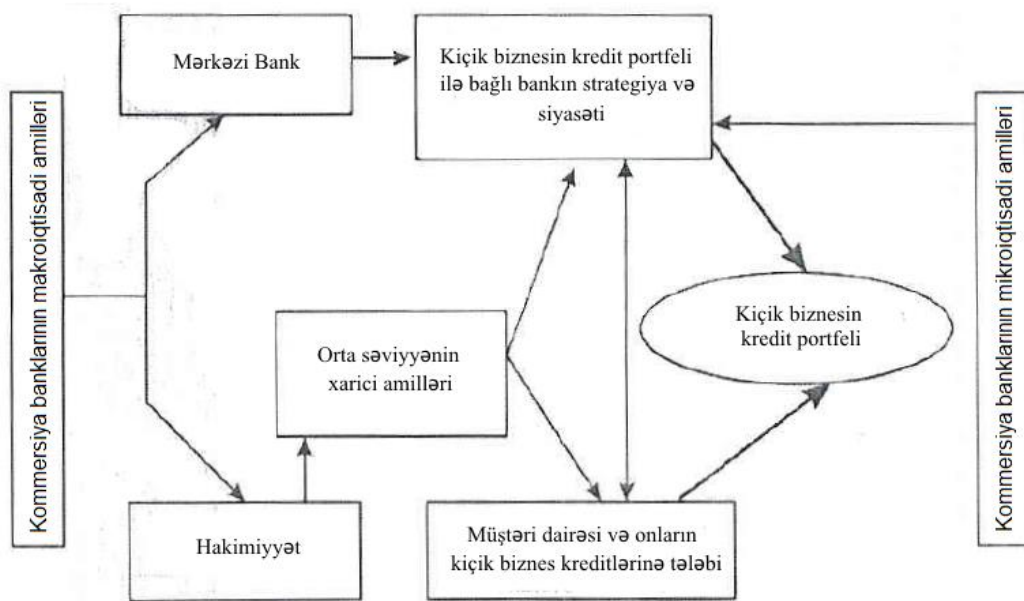 Kommersiya banklarının makroiqtisadi amilləri
Mərkəzi Bank
Kiçik biznesin kredit portfeli
ilə bağlı bankın strategiya və
siyasəti
Kommersiya banklarının mikroiqtisadi amilləri
Orta səviyyənin
xarici amilləri
Kiçik biznesin
kredit portfeli
Hakimiyyət
Müştəri dairəsi və onların
kiçik biznes kreditlərinə tələbi